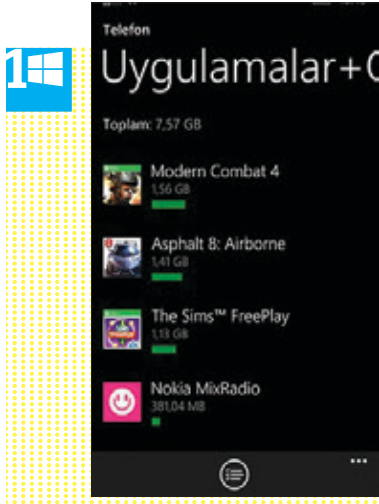 1
Telefon
Uygulamalar+
Toplam: 7,57 GB
Modern Combat 4
1,56 GB
Asphalt 8: Airborne
1,41 GB
The Sims™ FreePlay
1,13 GB
Nokia MixRadio
381,04 MB